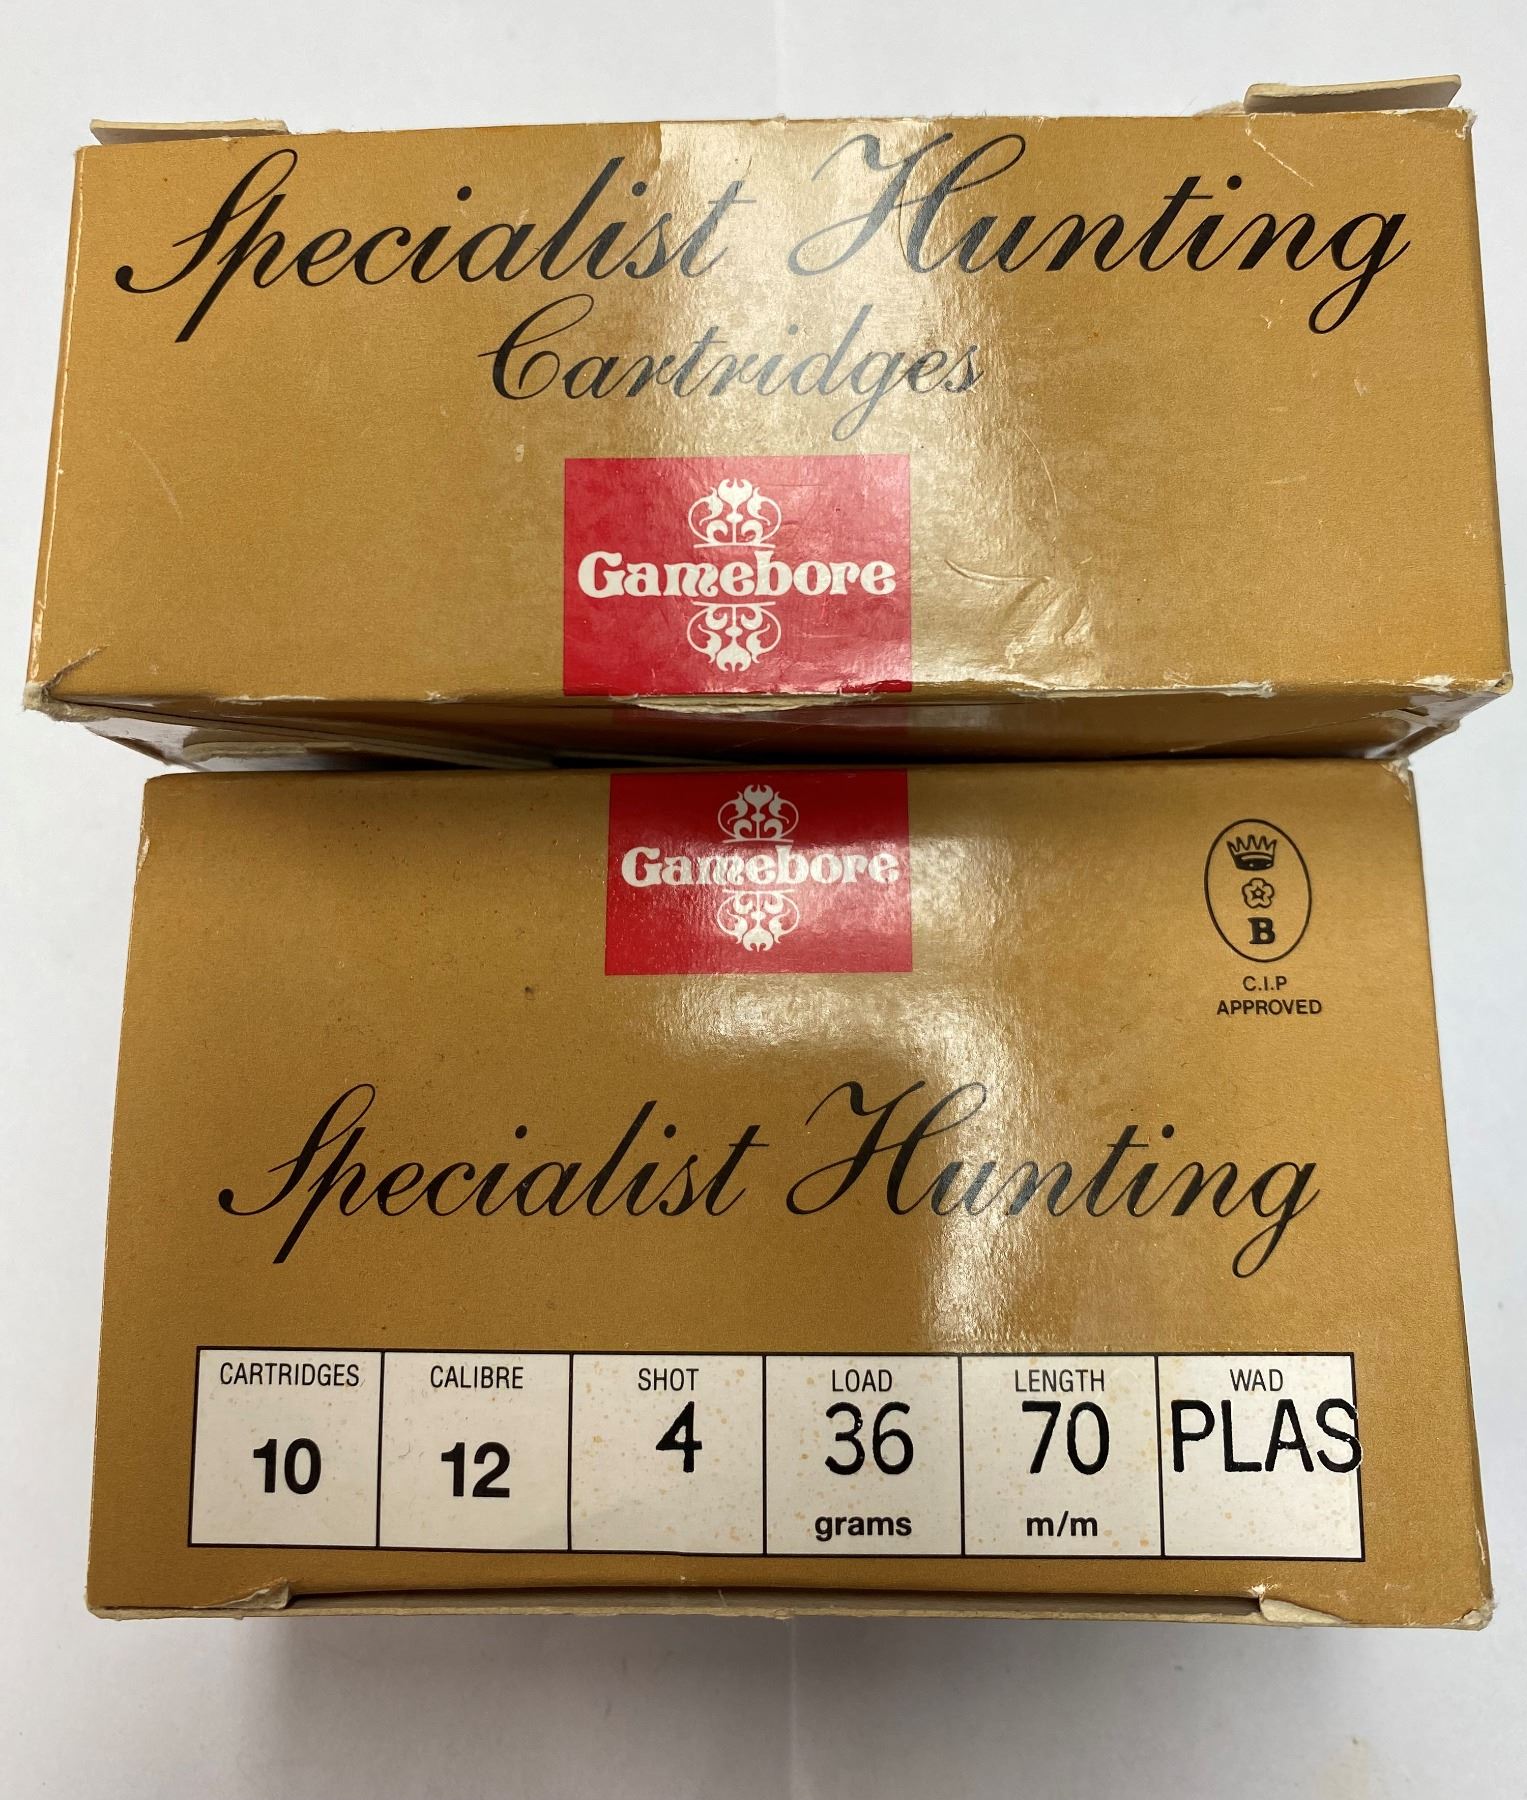 Specialist Hunting
Cartridges
Gamebore
Gamebore
B
C.I.P
APPROVED
Specialist Hunting
CARTRIDGES CALIBRE SHOT LOAD LENGTH WAD
10 12 4 36 70 PLAS
grams m/m